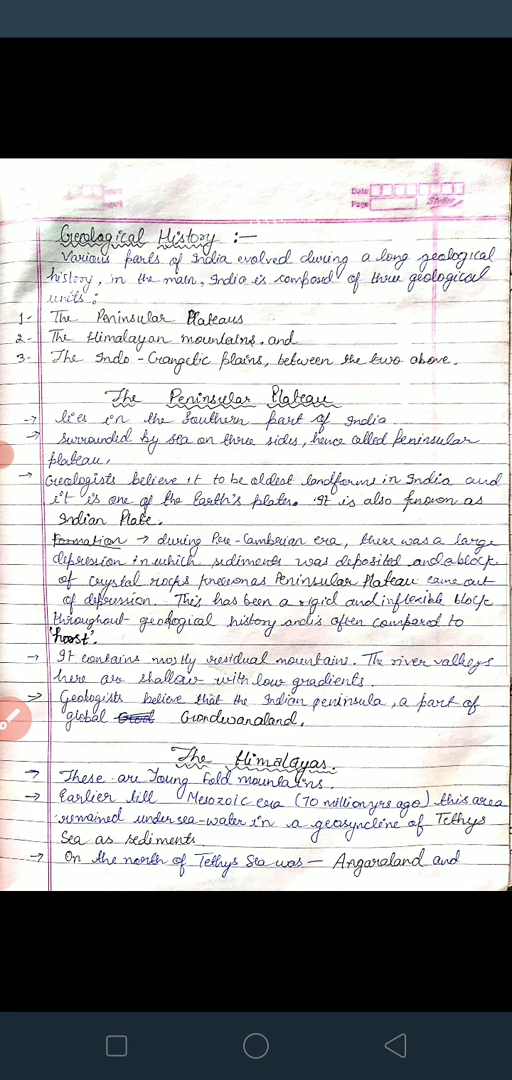 Date
Page
Geological History :-
Various parts of India evolved during a long geological
history, in the main, India is composd of three geological
units :
1- The Peninsular Plateaus
2- The Himalayan mountains. and
3- The Indo - Grangetic plains, between the two above.
The Peninsular Plateau
→ lies in the Southern part of India
→ surrounded by sea on three sides, hence called peninsular
plateau.
→ Geologists believe it to be oldest landforms in India and
it is one of the Earth's plates. It is also known as
Indian Plate.
Formation → during Pre-Cambrian era, there was a large
depression in which sediments was deposited and a block
of crystal rocks known as Peninsular Plateau came out
of depression. This has been a rigid and inflexible block
throughout geological history and is often compared to
'horst'.
→ It contains mostly residual mountains. The river valleys
here are shallow with low gradients.
→ Geologists believe that the Indian peninsula, a part of
global Gondwanaland.
The Himalayas.
→ These are Young Fold mountains.
→ Earlier till Mesozoic era (70 million yrs ago) this area
remained under sea-water in a geosyncline of Tethys
Sea as sediments
→ On the north of Tethys Sea was - Angaraland and